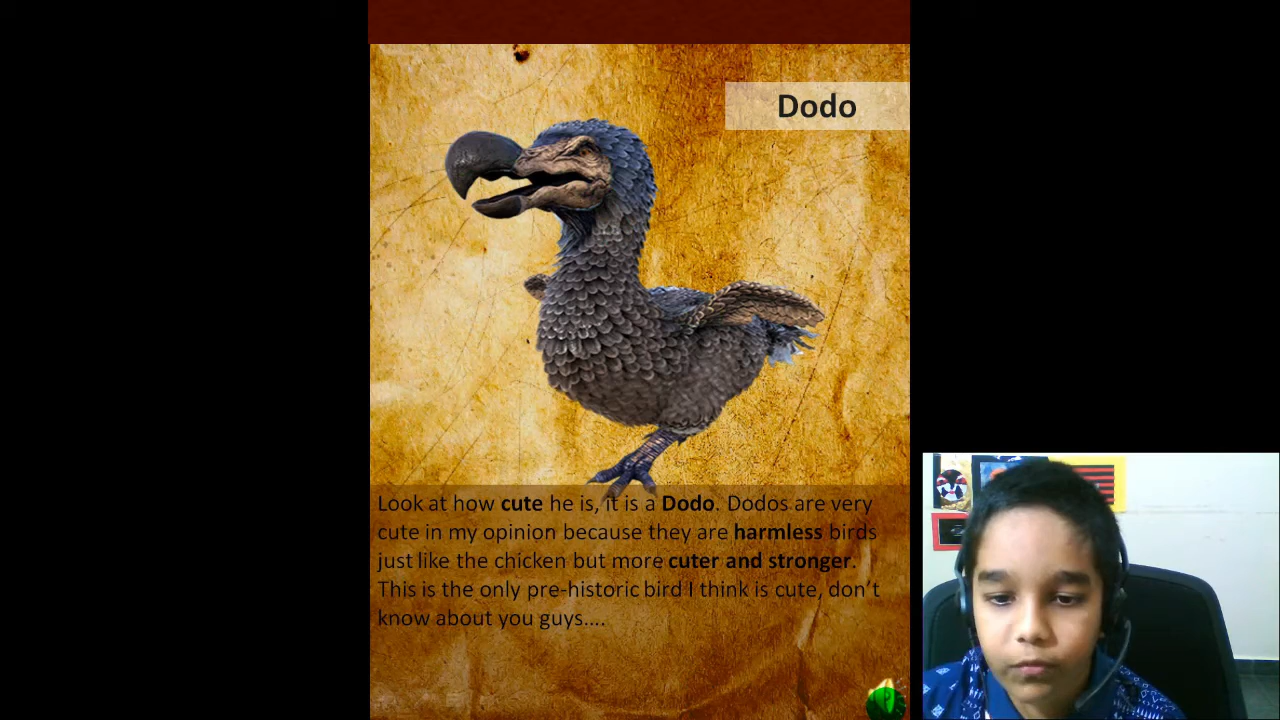 Dodo
Look at how cute he is, it is a Dodo. Dodos are very
cute in my opinion because they are harmless birds
just like the chicken but more cuter and stronger.
This is the only pre-historic bird I think is cute, don't
know about you guys....